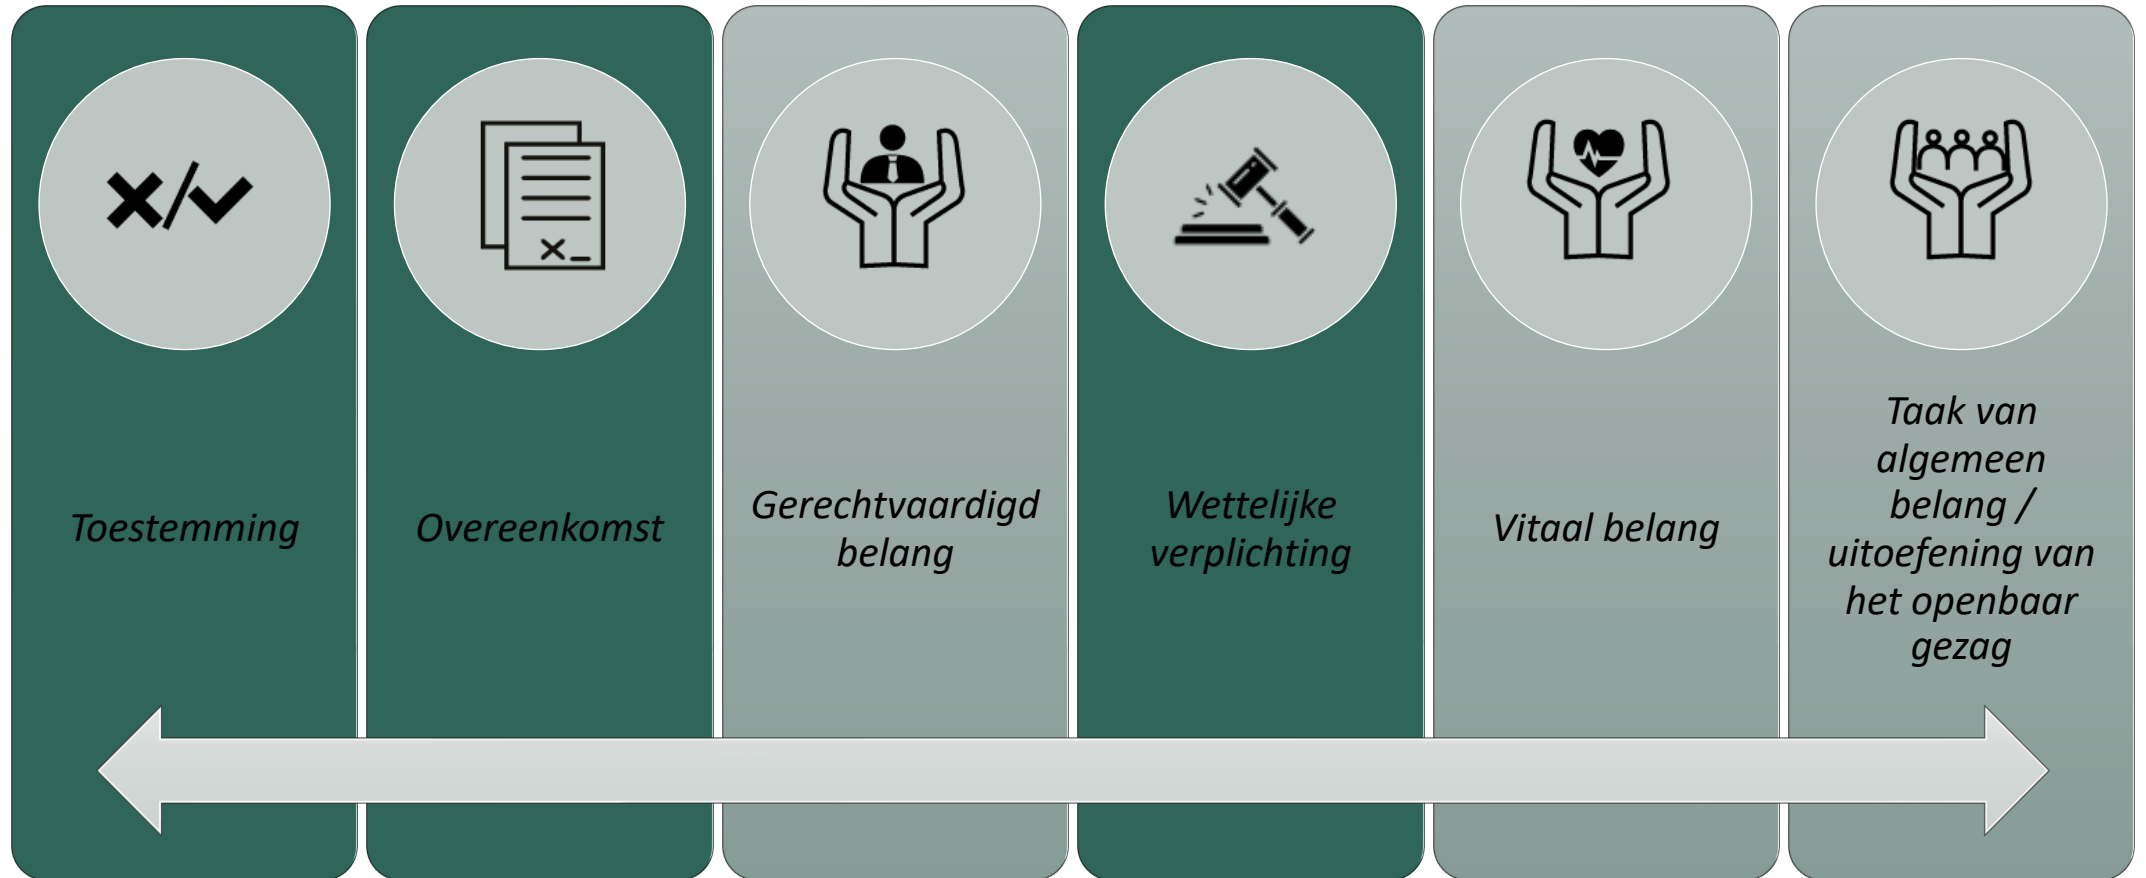 Toestemming
Overeenkomst
Gerechtvaardigd
belang
Wettelijke
verplichting
Vitaal belang
Taak van
algemeen
belang /
uitoefening van
het openbaar
gezag